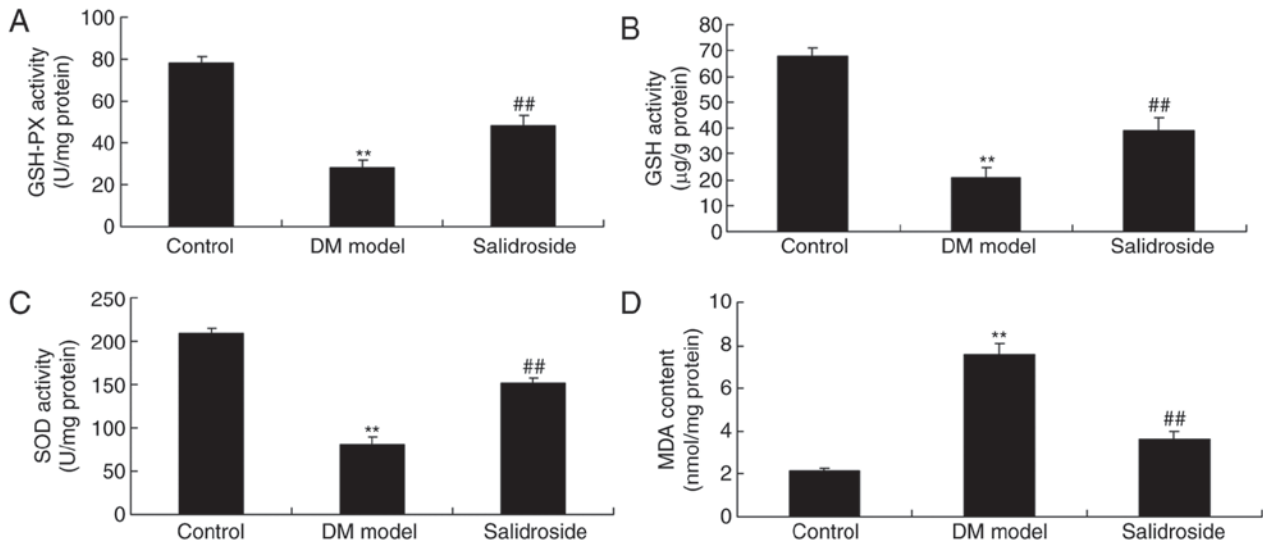 A
GSH-PX activity
(U/mg protein)
100
80
60
40
20
0
**
##
Control DM model Salidroside
B
GSH activity
(μg/g protein)
80
70
60
50
40
30
20
10
0
**
##
Control DM model Salidroside
C
SOD activity
(U/mg protein)
250
200
150
100
50
0
**
##
Control DM model Salidroside
D
MDA content
(nmol/mg protein)
10
8
6
4
2
0
**
##
Control DM model Salidroside